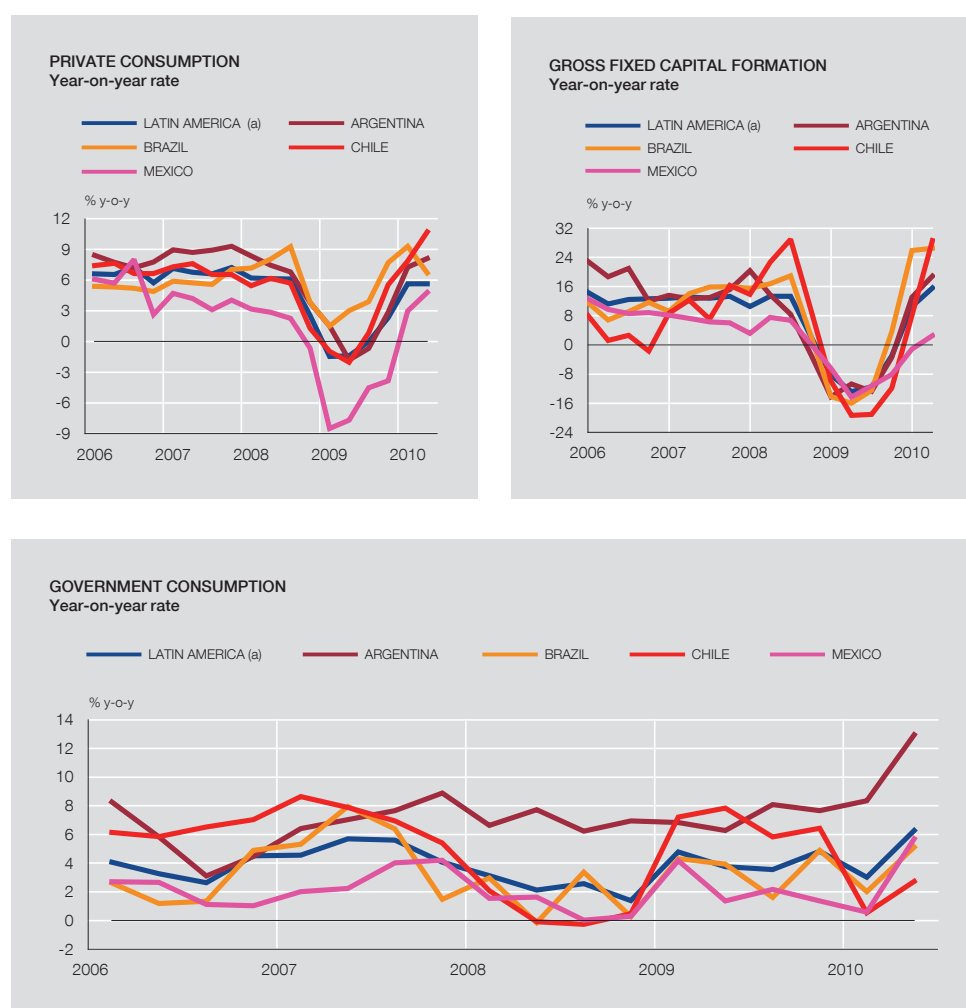 PRIVATE CONSUMPTION
Year-on-year rate
LATIN AMERICA (a) ARGENTINA
BRAZIL CHILE
MEXICO
% y-o-y
12
9
6
3
0
-3
-6
-9
2006 2007 2008 2009 2010
GROSS FIXED CAPITAL FORMATION
Year-on-year rate
LATIN AMERICA (a) ARGENTINA
BRAZIL CHILE
MEXICO
% y-o-y
32
24
16
8
0
-8
-16
-24
2006 2007 2008 2009 2010
GOVERNMENT CONSUMPTION
Year-on-year rate
LATIN AMERICA (a) ARGENTINA BRAZIL CHILE MEXICO
% y-o-y
14
12
10
8
6
4
2
0
-2
2006 2007 2008 2009 2010